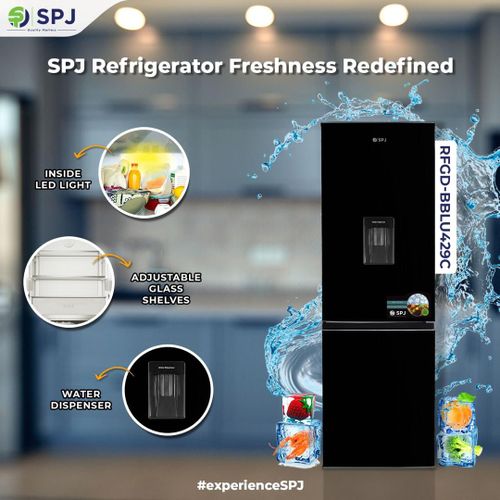 SPJ
Quality Matters
SPJ Refrigerator Freshness Redefined
INSIDE
LED LIGHT
ADJUSTABLE
GLASS
SHELVES
WATER
DISPENSER
SPJ
RFGD-BBLU429C
SPJ
#experienceSPJ